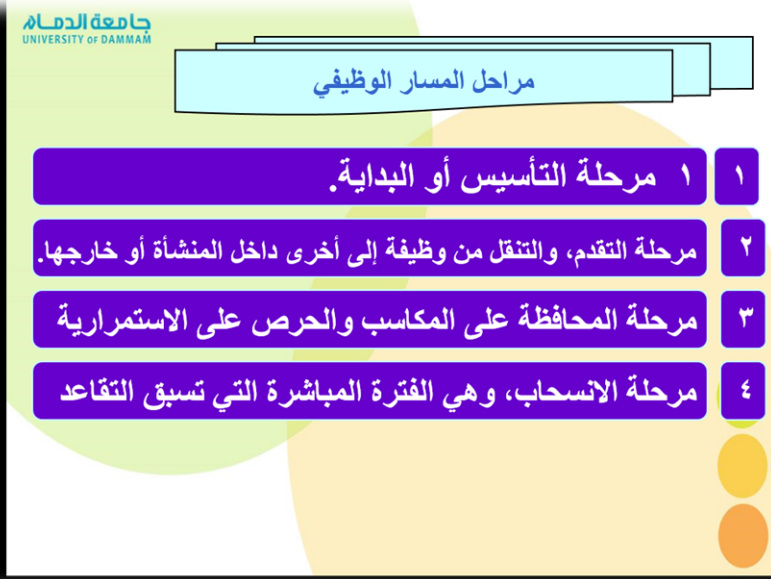 جامعة الدمام
UNIVERSITY OF DAMMAM
مراحل المسار الوظيفي
١ ١ مرحلة التأسيس أو البداية.
٢ مرحلة التقدم، والتنقل من وظيفة إلى أخرى داخل المنشأة أو خارجها.
٣ مرحلة المحافظة على المكاسب والحرص على الاستمرارية
٤ مرحلة الانسحاب، وهي الفترة المباشرة التي تسبق التقاعد